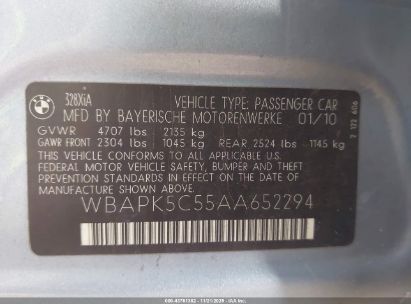 BMW
328XiA
VEHICLE TYPE: PASSENGER CAR
MFD BY BAYERISCHE MOTORENWERKE 01/10
GVWR 4707 lbs 2135 kg
GAWR FRONT 2304 lbs 1045 kg REAR 2524 lbs 1145 kg
THIS VEHICLE CONFORMS TO ALL APPLICABLE U.S.
FEDERAL MOTOR VEHICLE SAFETY, BUMPER AND THEFT
PREVENTION STANDARDS IN EFFECT ON THE DATE
OF MANUFACTURE SHOWN ABOVE.
WBAPK5C55AA652294